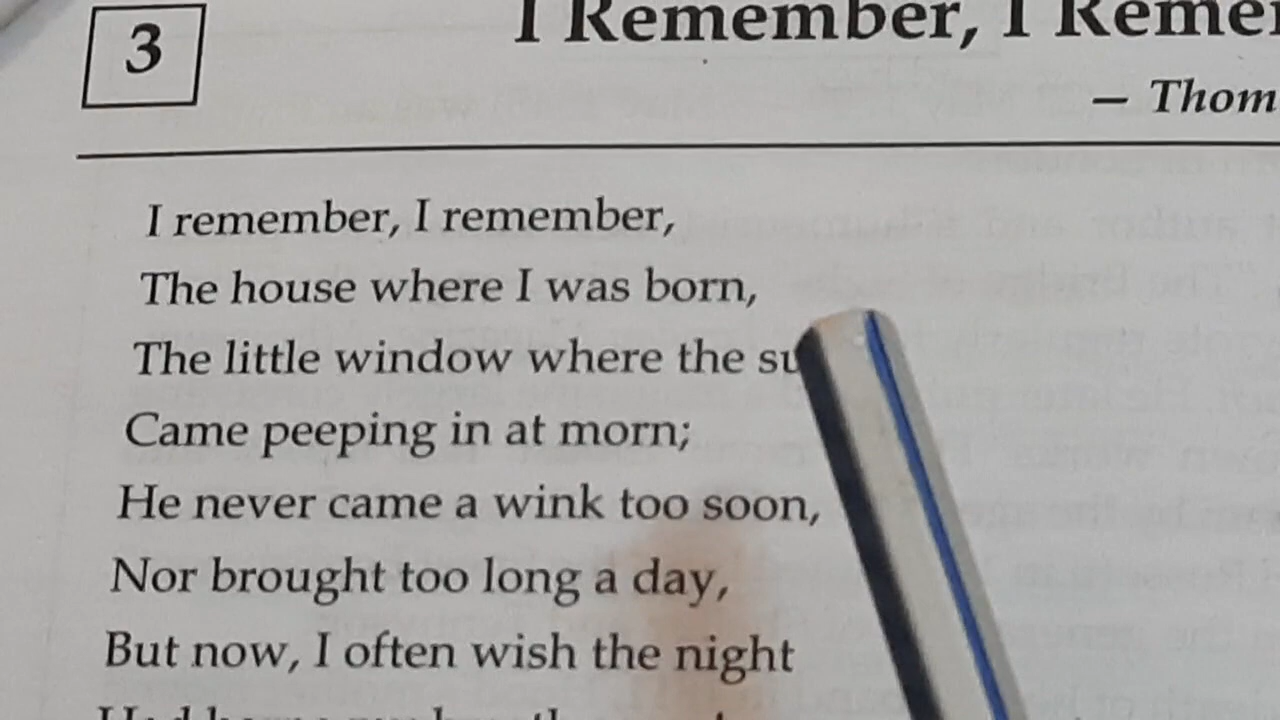 3
I Remember, I Remem
— Thom
I remember, I remember,
The house where I was born,
The little window where the su
Came peeping in at morn;
He never came a wink too soon,
Nor brought too long a day,
But now, I often wish the night